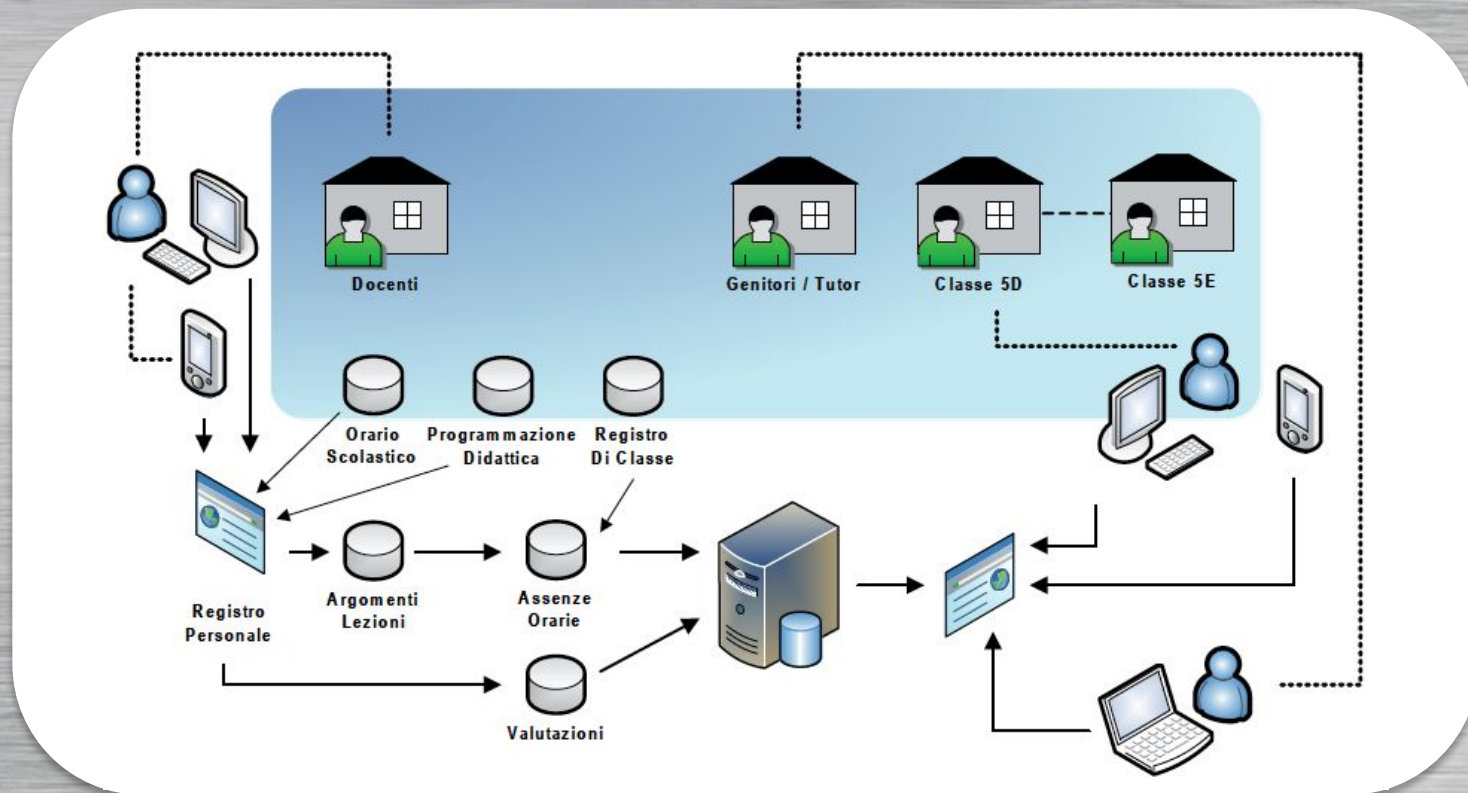 Docenti
Genitori / Tutor
Classe 5D
Classe 5E
Orario
Scolastico
Programmazione
Didattica
Registro
Di Classe
Registro
Personale
Argomenti
Lezioni
Assenze
Orarie
Valutazioni